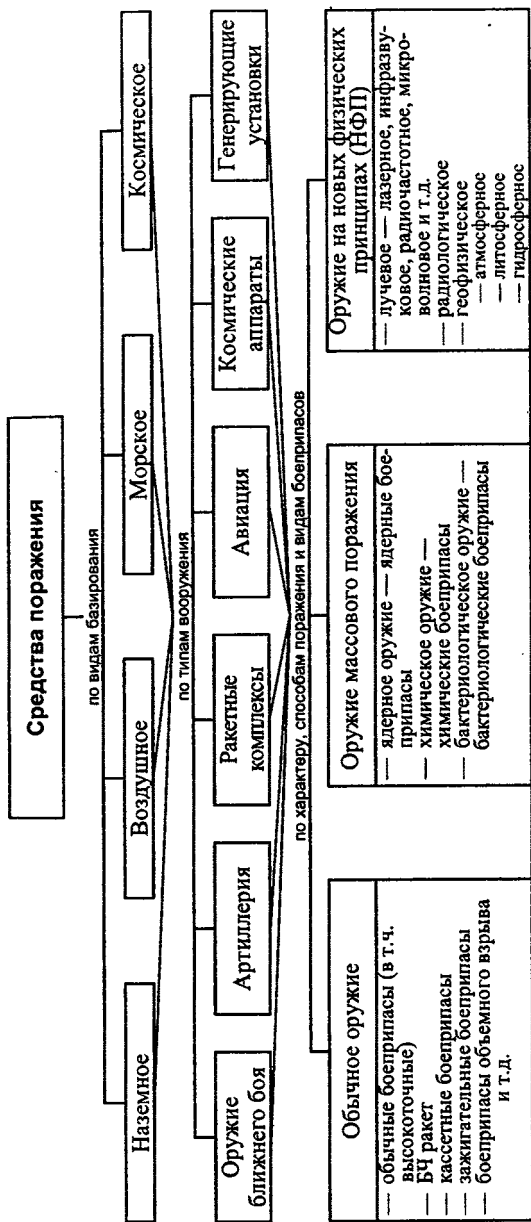 Средства поражения
по видам базирования
Наземное
Воздушное
Морское
Космическое
по типам вооружения
Оружие
ближнего боя
Артиллерия
Ракетные
комплексы
Авиация
Космические
аппараты
Генерирующие
установки
по характеру, способам поражения и видам боеприпасов
Обычное оружие
— обычные боеприпасы (в т.ч.
высокоточные)
— БЧ ракет
— кассетные боеприпасы
— зажигательные боеприпасы
— боеприпасы объемного взрыва
и т.д.
Оружие массового поражения
— ядерное оружие — ядерные бое-
припасы
— химическое оружие —
химические боеприпасы
— бактериологическое оружие —
бактериологические боеприпасы
Оружие на новых физических
принципах (НФП)
— лучевое — лазерное, инфразву-
ковое, радиочастотное, микро-
волновое и т.д.
— радиологическое
— геофизическое
— атмосферное
— литосферное
— гидросферное